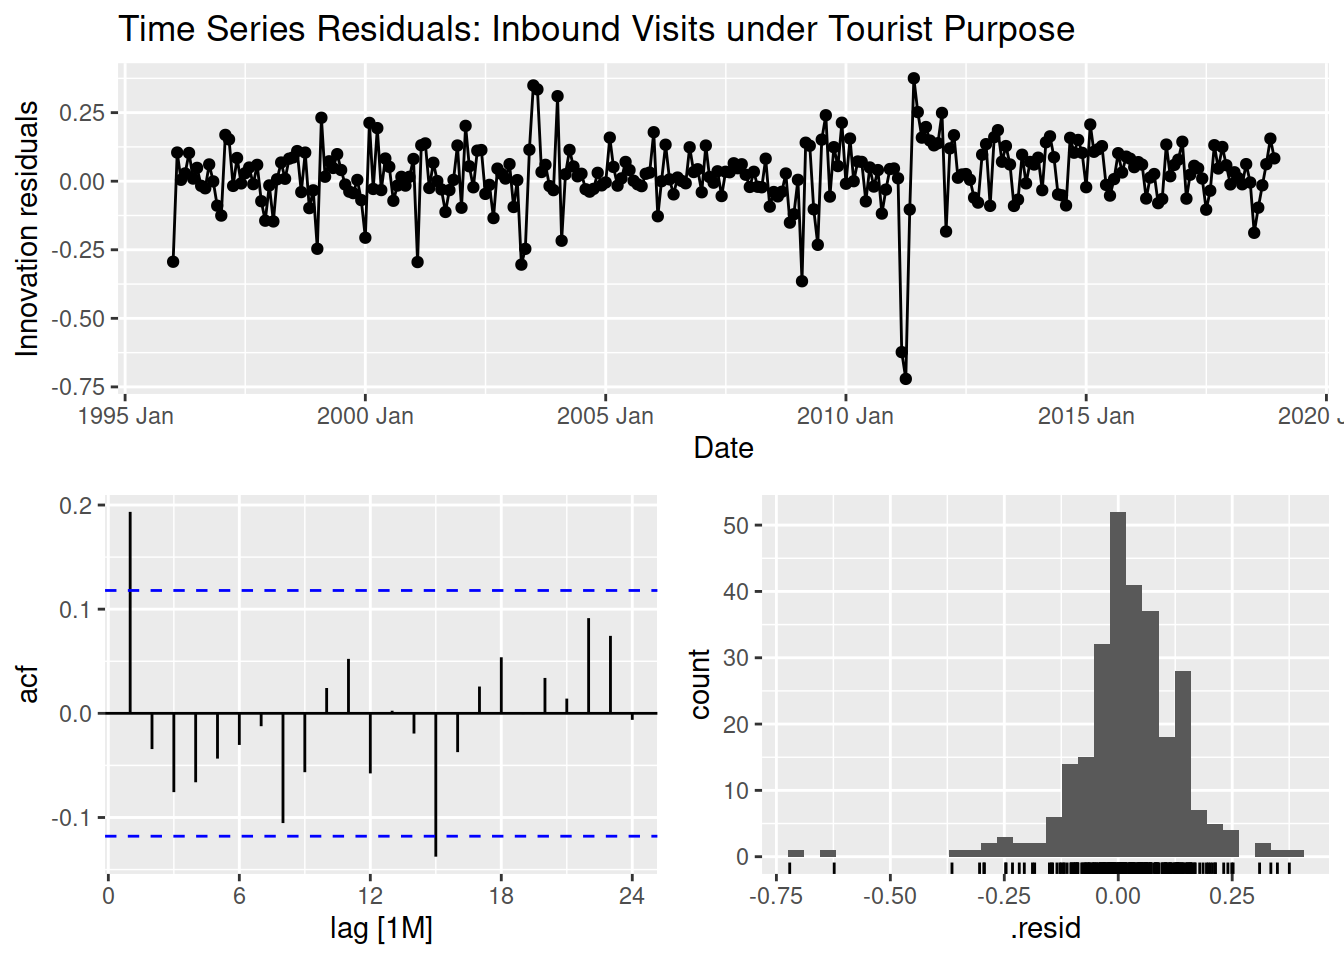 Time Series Residuals: Inbound Visits under Tourist Purpose
Innovation residuals
0.25
0.00
-0.25
-0.50
-0.75
1995 Jan 2000 Jan 2005 Jan 2010 Jan 2015 Jan 2020 J
Date
acf
0.2
0.1
0.0
-0.1
0 6 12 18 24
lag [1M]
count
50
40
30
20
10
0
-0.75 -0.50 -0.25 0.00 0.25
.resid